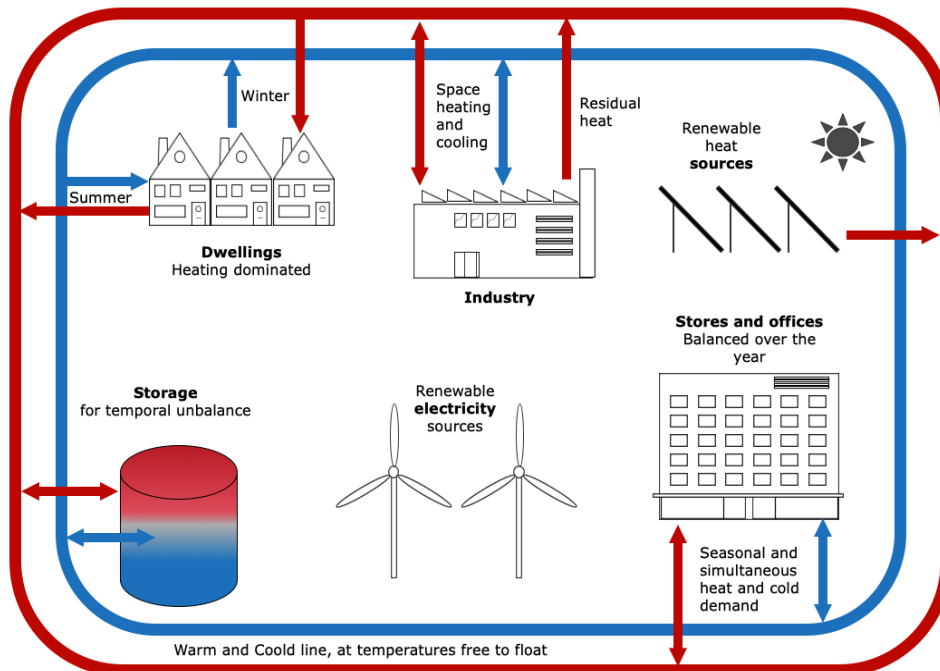 Winter
Space
heating
and
cooling
Residual
heat
Renewable
heat
sources
Summer
Dwellings
Heating dominated
Industry
Stores and offices
Balanced over the
year
Storage
for temporal unbalance
Renewable
electricity
sources
Seasonal and
simultaneous
heat and cold
demand
Warm and Coold line, at temperatures free to float